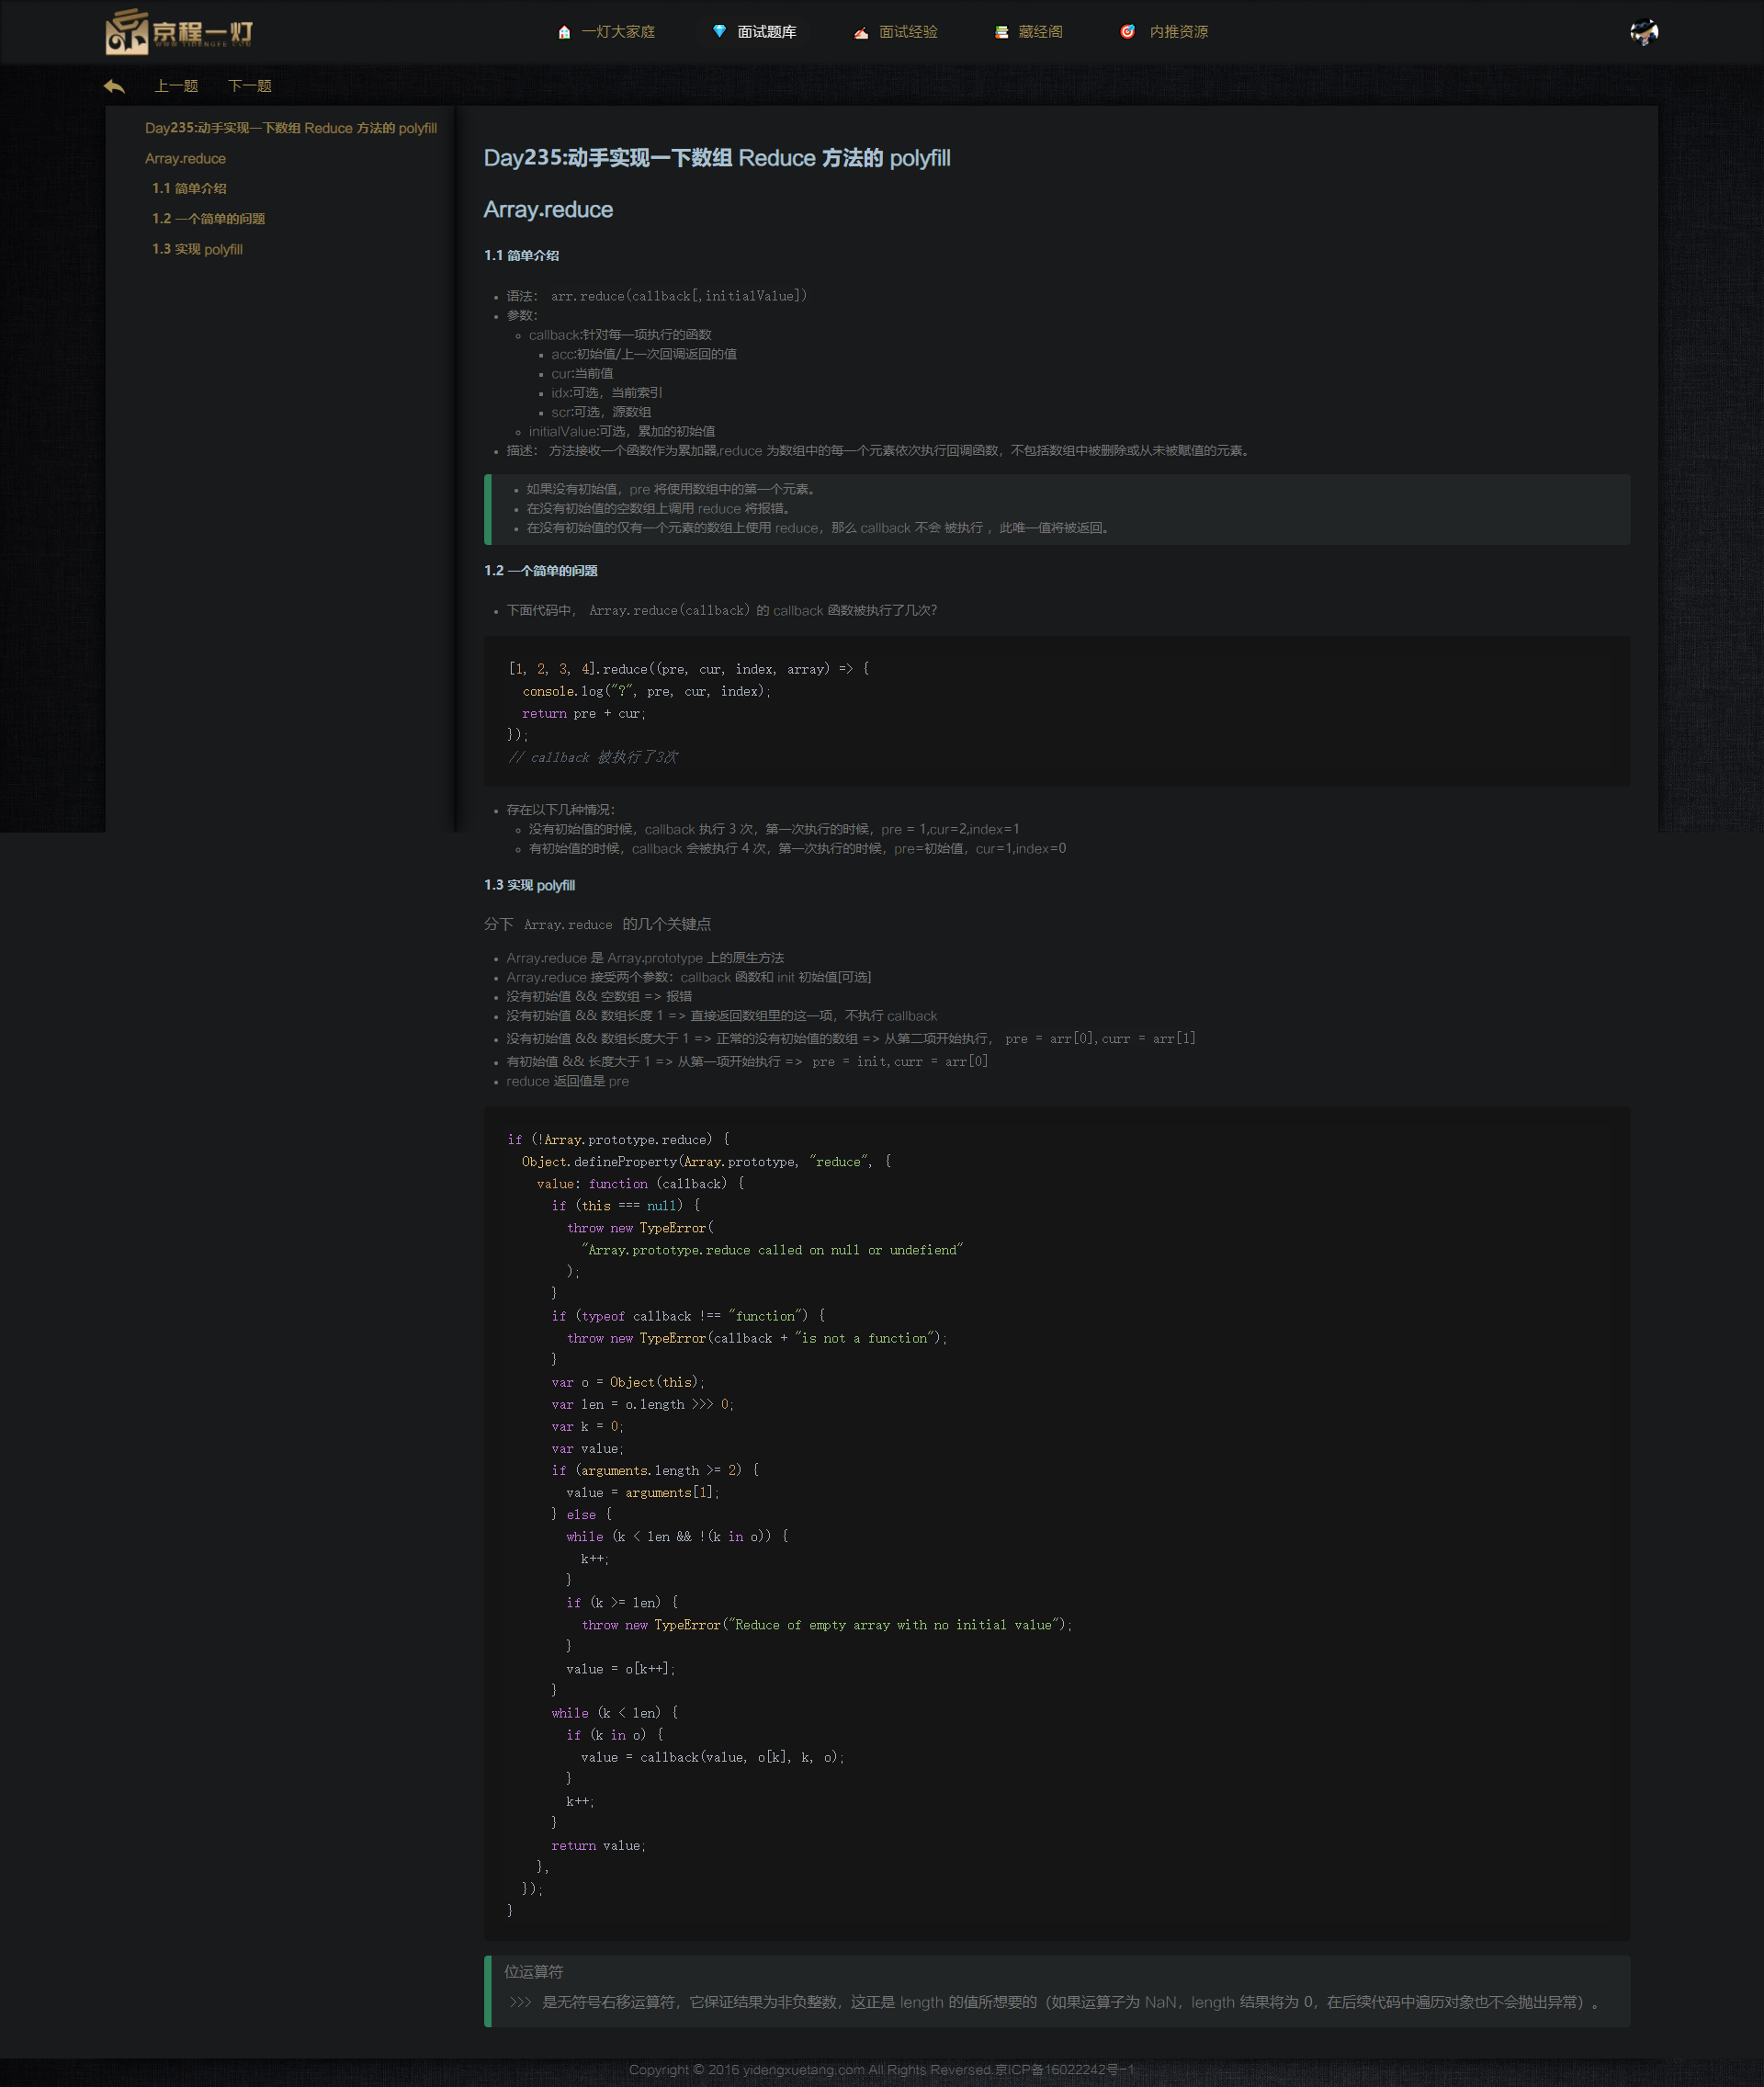 京程一灯
WWW.YIDENGFE.COM
一灯大家庭
面试题库
面试经验
藏经阁
内推资源
上一题 下一题
Day235:动手实现一下数组 Reduce 方法的 polyfill
Array.reduce
1.1 简单介绍
1.2 一个简单的问题
1.3 实现 polyfill
Day235:动手实现一下数组 Reduce 方法的 polyfill
Array.reduce
1.1 简单介绍
语法： arr.reduce(callback[,initialValue])
参数：
callback:针对每一项执行的函数
acc:初始值/上一次回调返回的值
cur:当前值
idx:可选，当前索引
scr:可选，源数组
initialValue:可选，累加的初始值
描述： 方法接收一个函数作为累加器,reduce 为数组中的每一个元素依次执行回调函数，不包括数组中被删除或从未被赋值的元素。
如果没有初始值，pre 将使用数组中的第一个元素。
在没有初始值的空数组上调用 reduce 将报错。
在没有初始值的仅有一个元素的数组上使用 reduce，那么 callback 不会 被执行 ，此唯一值将被返回。
1.2 一个简单的问题
下面代码中， Array.reduce(callback) 的 callback 函数被执行了几次?
[1, 2, 3, 4].reduce((pre, cur, index, array) => {
  console.log("?", pre, cur, index);
  return pre + cur;
});
// callback 被执行了3次
存在以下几种情况：
没有初始值的时候，callback 执行 3 次，第一次执行的时候，pre = 1,cur=2,index=1
有初始值的时候，callback 会被执行 4 次，第一次执行的时候，pre=初始值，cur=1,index=0
1.3 实现 polyfill
分下 Array.reduce 的几个关键点
Array.reduce 是 Array.prototype 上的原生方法
Array.reduce 接受两个参数：callback 函数和 init 初始值[可选]
没有初始值 && 空数组 => 报错
没有初始值 && 数组长度 1 => 直接返回数组里的这一项，不执行 callback
没有初始值 && 数组长度大于 1 => 正常的没有初始值的数组 => 从第二项开始执行， pre = arr[0],curr = arr[1]
有初始值 && 长度大于 1 => 从第一项开始执行 => pre = init,curr = arr[0]
reduce 返回值是 pre
if (!Array.prototype.reduce) {
  Object.defineProperty(Array.prototype, "reduce", {
    value: function (callback) {
      if (this === null) {
        throw new TypeError(
          "Array.prototype.reduce called on null or undefiend"
        );
      }
      if (typeof callback !== "function") {
        throw new TypeError(callback + "is not a function");
      }
      var o = Object(this);
      var len = o.length >>> 0;
      var k = 0;
      var value;
      if (arguments.length >= 2) {
        value = arguments[1];
      } else {
        while (k < len && !(k in o)) {
          k++;
        }
        if (k >= len) {
          throw new TypeError("Reduce of empty array with no initial value");
        }
        value = o[k++];
      }
      while (k < len) {
        if (k in o) {
          value = callback(value, o[k], k, o);
        }
        k++;
      }
      return value;
    },
  });
}
位运算符
>>> 是无符号右移运算符，它保证结果为非负整数，这正是 length 的值所想要的（如果运算子为 NaN，length 结果将为 0，在后续代码中遍历对象也不会抛出异常）。
Copyright © 2016 yidengxuetang.com All Rights Reversed.京ICP备16022242号-1